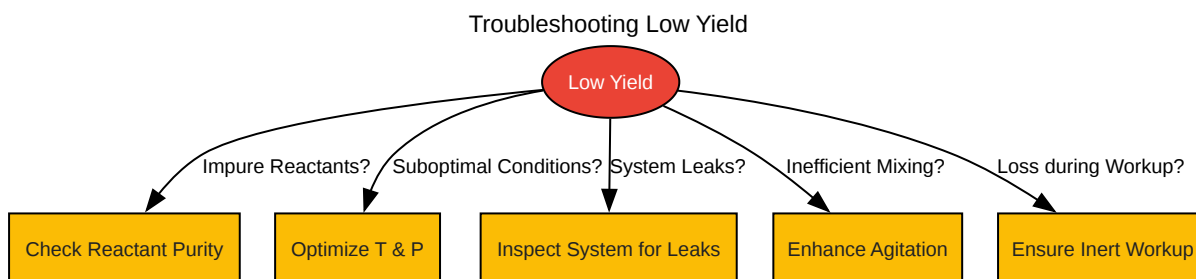 Troubleshooting Low Yield
Low Yield
Impure Reactants?
Suboptimal Conditions?
System Leaks?
Inefficient Mixing?
Loss during Workup?
Check Reactant Purity
Optimize T & P
Inspect System for Leaks
Enhance Agitation
Ensure Inert Workup